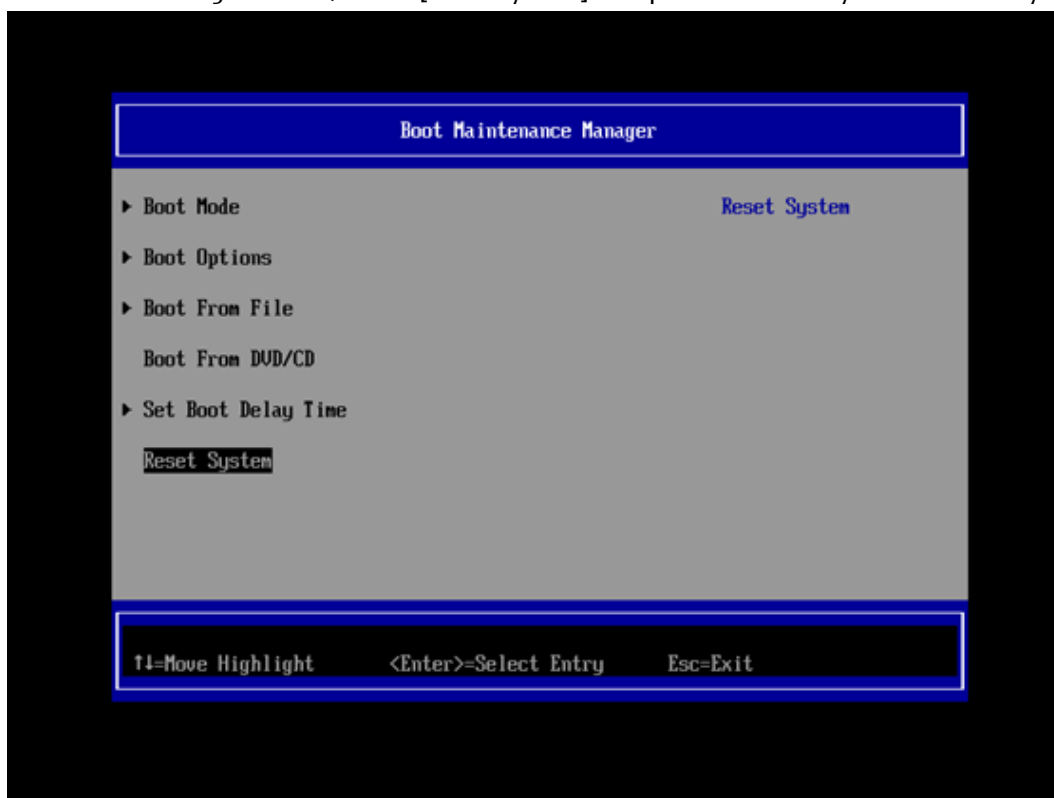 Boot Maintenance Manager
▶ Boot Mode
Reset System
▶ Boot Options
▶ Boot From File
Boot From DVD/CD
▶ Set Boot Delay Time
Reset System
↑↓=Move Highlight <Enter>=Select Entry Esc=Exit